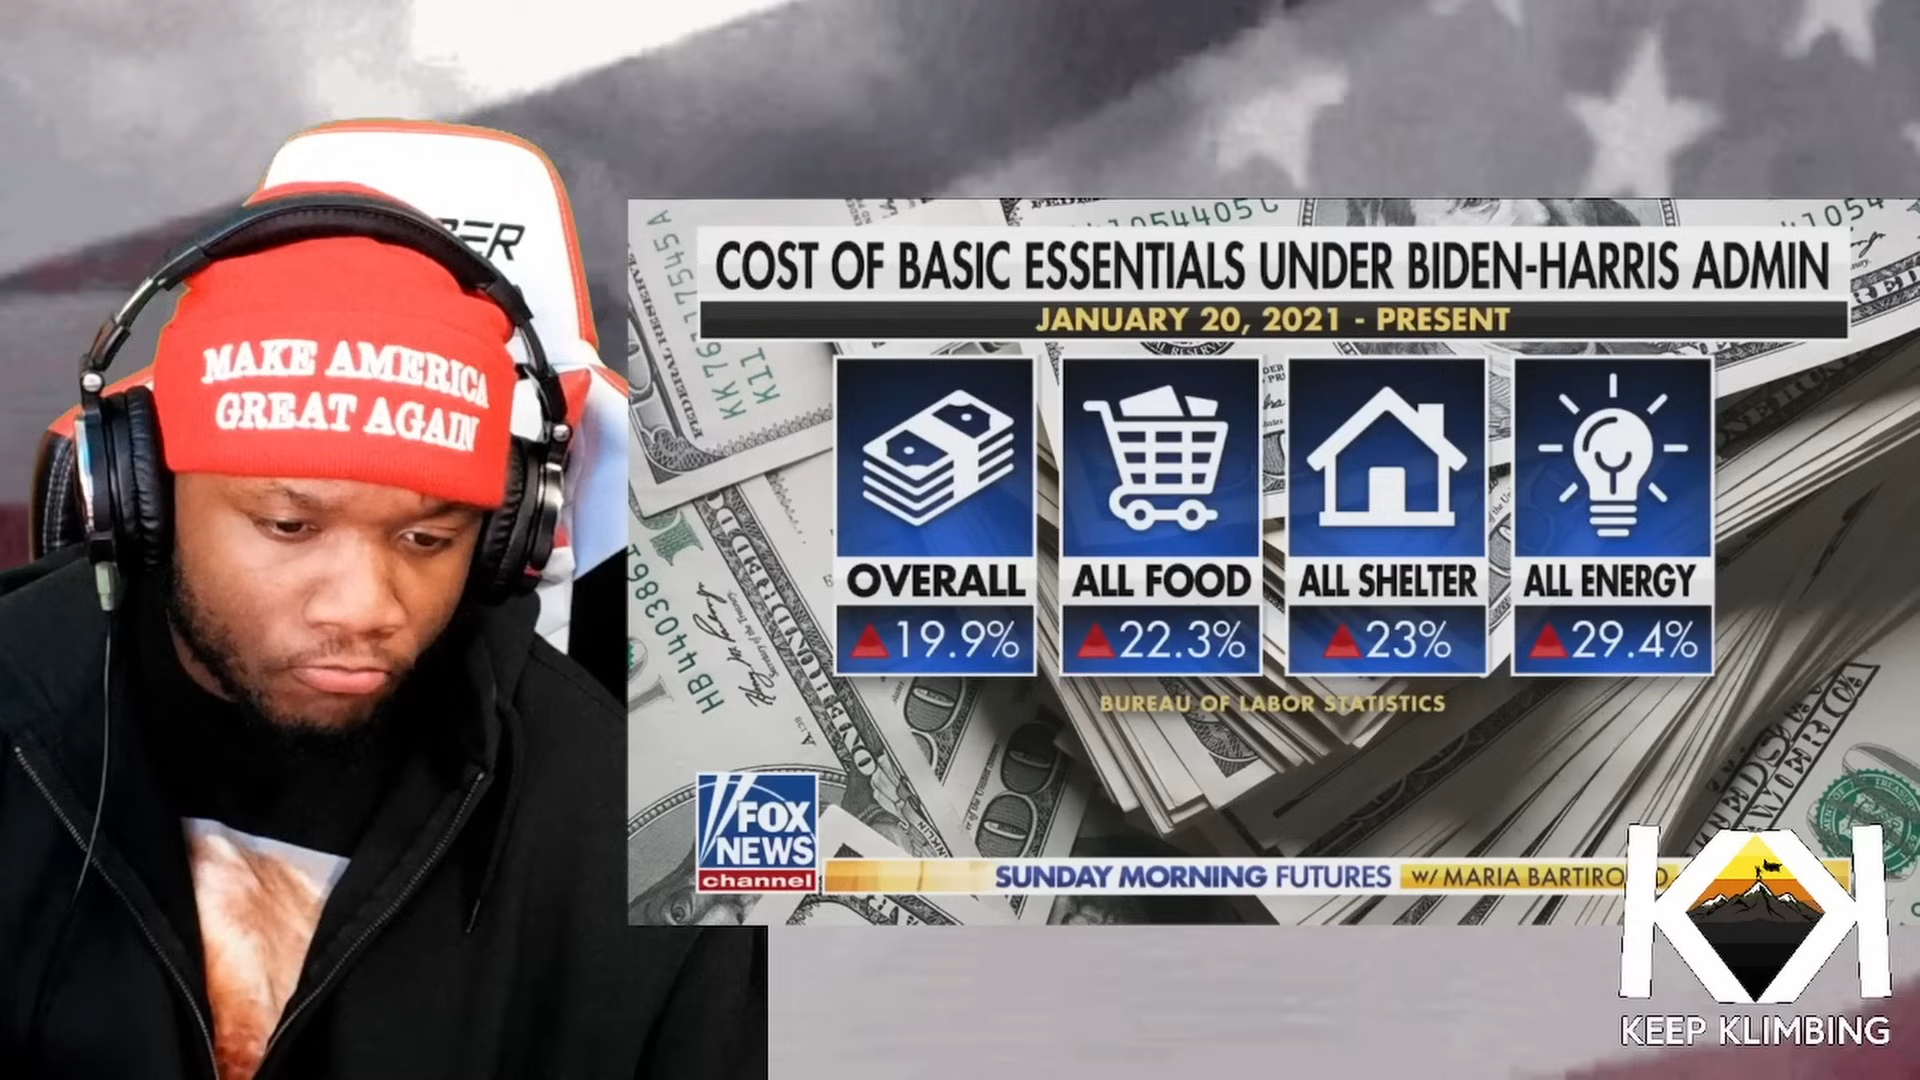 MAKE AMERICA
GREAT AGAIN
COST OF BASIC ESSENTIALS UNDER BIDEN-HARRIS ADMIN
JANUARY 20, 2021 - PRESENT
OVERALL
ALL FOOD
ALL SHELTER
ALL ENERGY
19.9%
22.3%
23%
29.4%
BUREAU OF LABOR STATISTICS
FOX
NEWS
channel
SUNDAY MORNING FUTURES
W/ MARIA
KK
KEEP KLIMBING